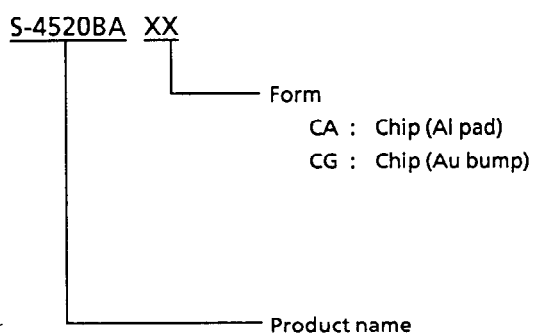 S-4520BA XX
Form
CA : Chip (Al pad)
CG : Chip (Au bump)
Product name